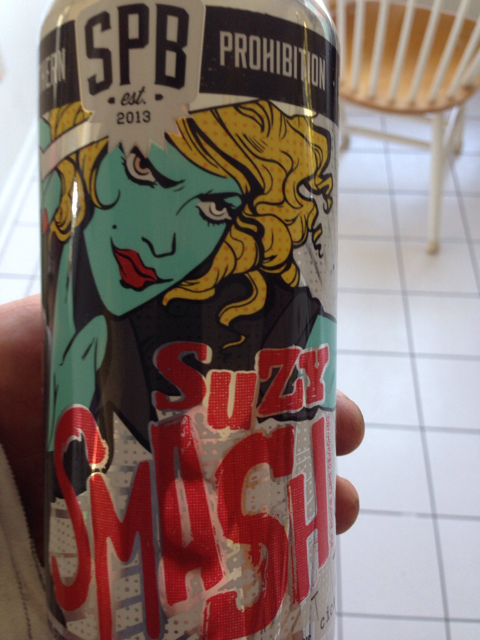 SPB
PROHIBITION
est.
2013
SUZY
SMASH